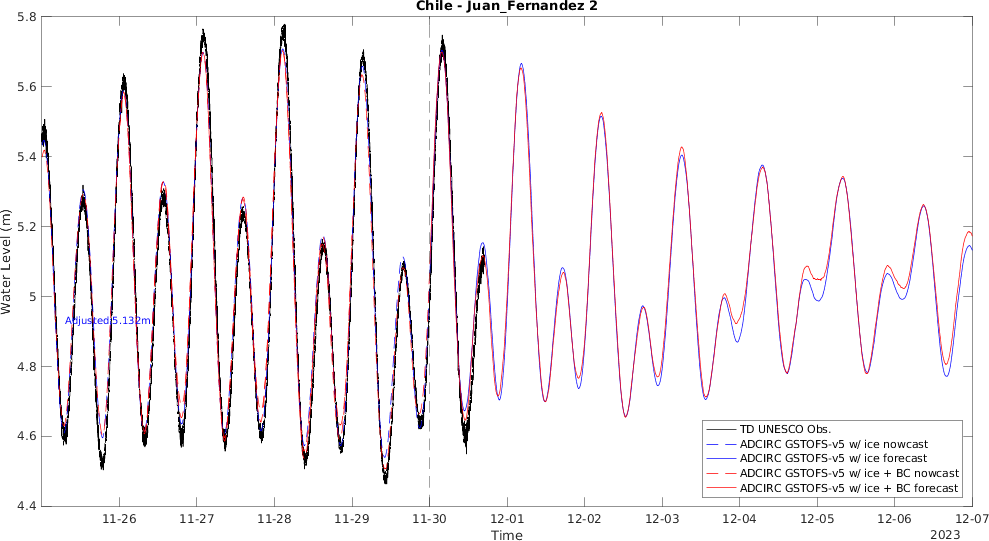 Chile - Juan_Fernandez 2
Water Level (m)
5.8
5.6
5.4
5.2
5
4.8
4.6
4.4
Adjusted:5.132m
TD UNESCO Obs.
ADCIRC GSTOFS-v5 w/ ice nowcast
ADCIRC GSTOFS-v5 w/ ice forecast
ADCIRC GSTOFS-v5 w/ ice + BC nowcast
ADCIRC GSTOFS-v5 w/ ice + BC forecast
11-26 11-27 11-28 11-29 11-30 12-01 12-02 12-03 12-04 12-05 12-06 12-07
Time
2023